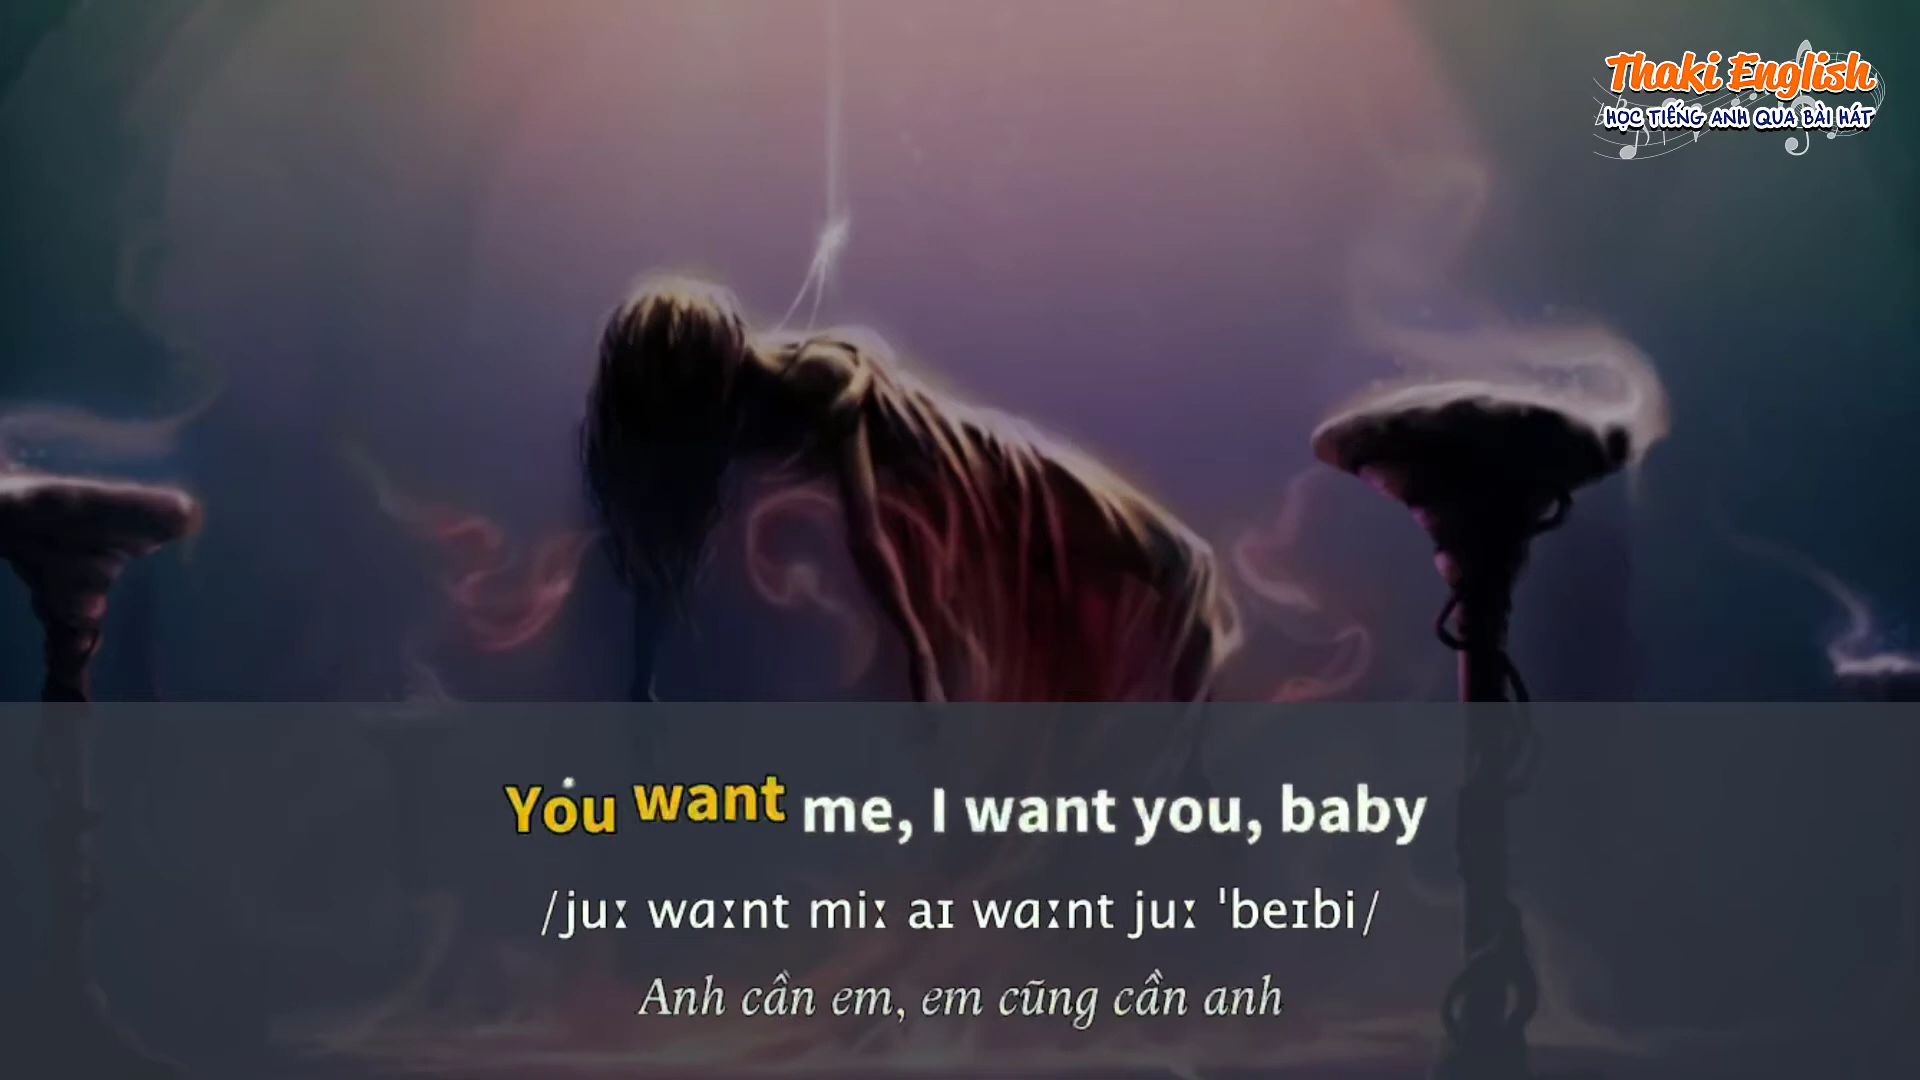 Thaki English
HỌC TIẾNG ANH QUA BÀI HÁT
You want me, I want you, baby
/juː wɑːnt miː aɪ wɑːnt juː ˈbeɪbi/
Anh cần em, em cũng cần anh